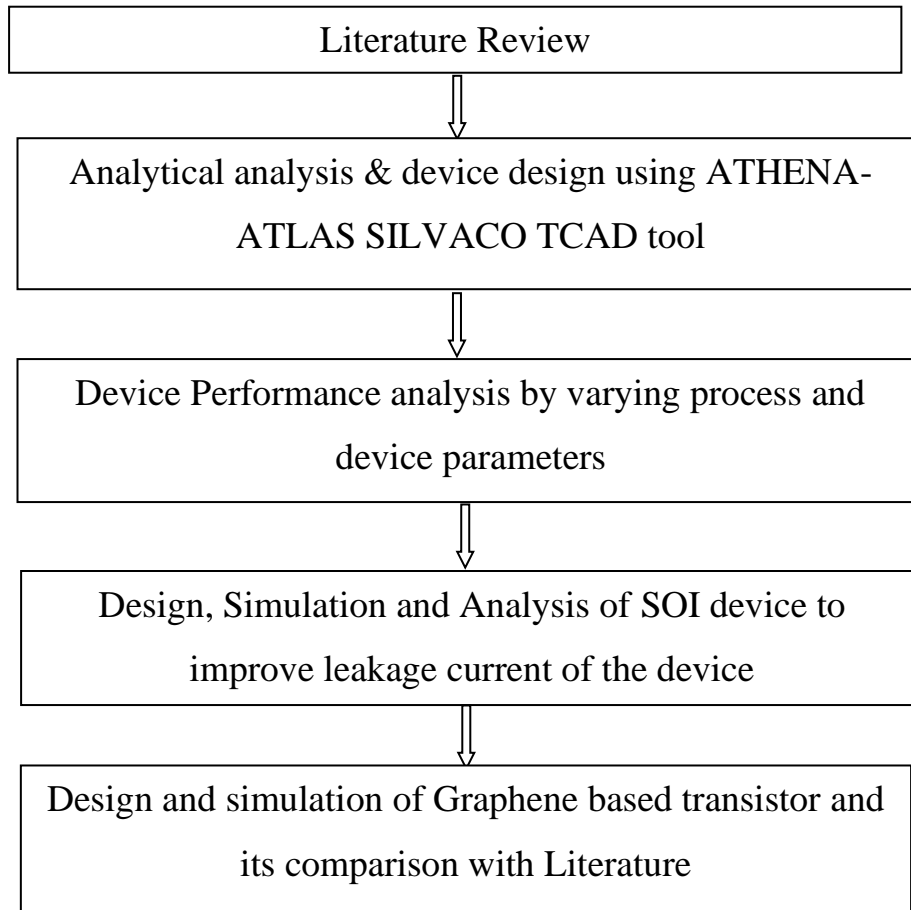 Literature Review
Analytical analysis & device design using ATHENA-
ATLAS SILVACO TCAD tool
Device Performance analysis by varying process and
device parameters
Design, Simulation and Analysis of SOI device to
improve leakage current of the device
Design and simulation of Graphene based transistor and
its comparison with Literature